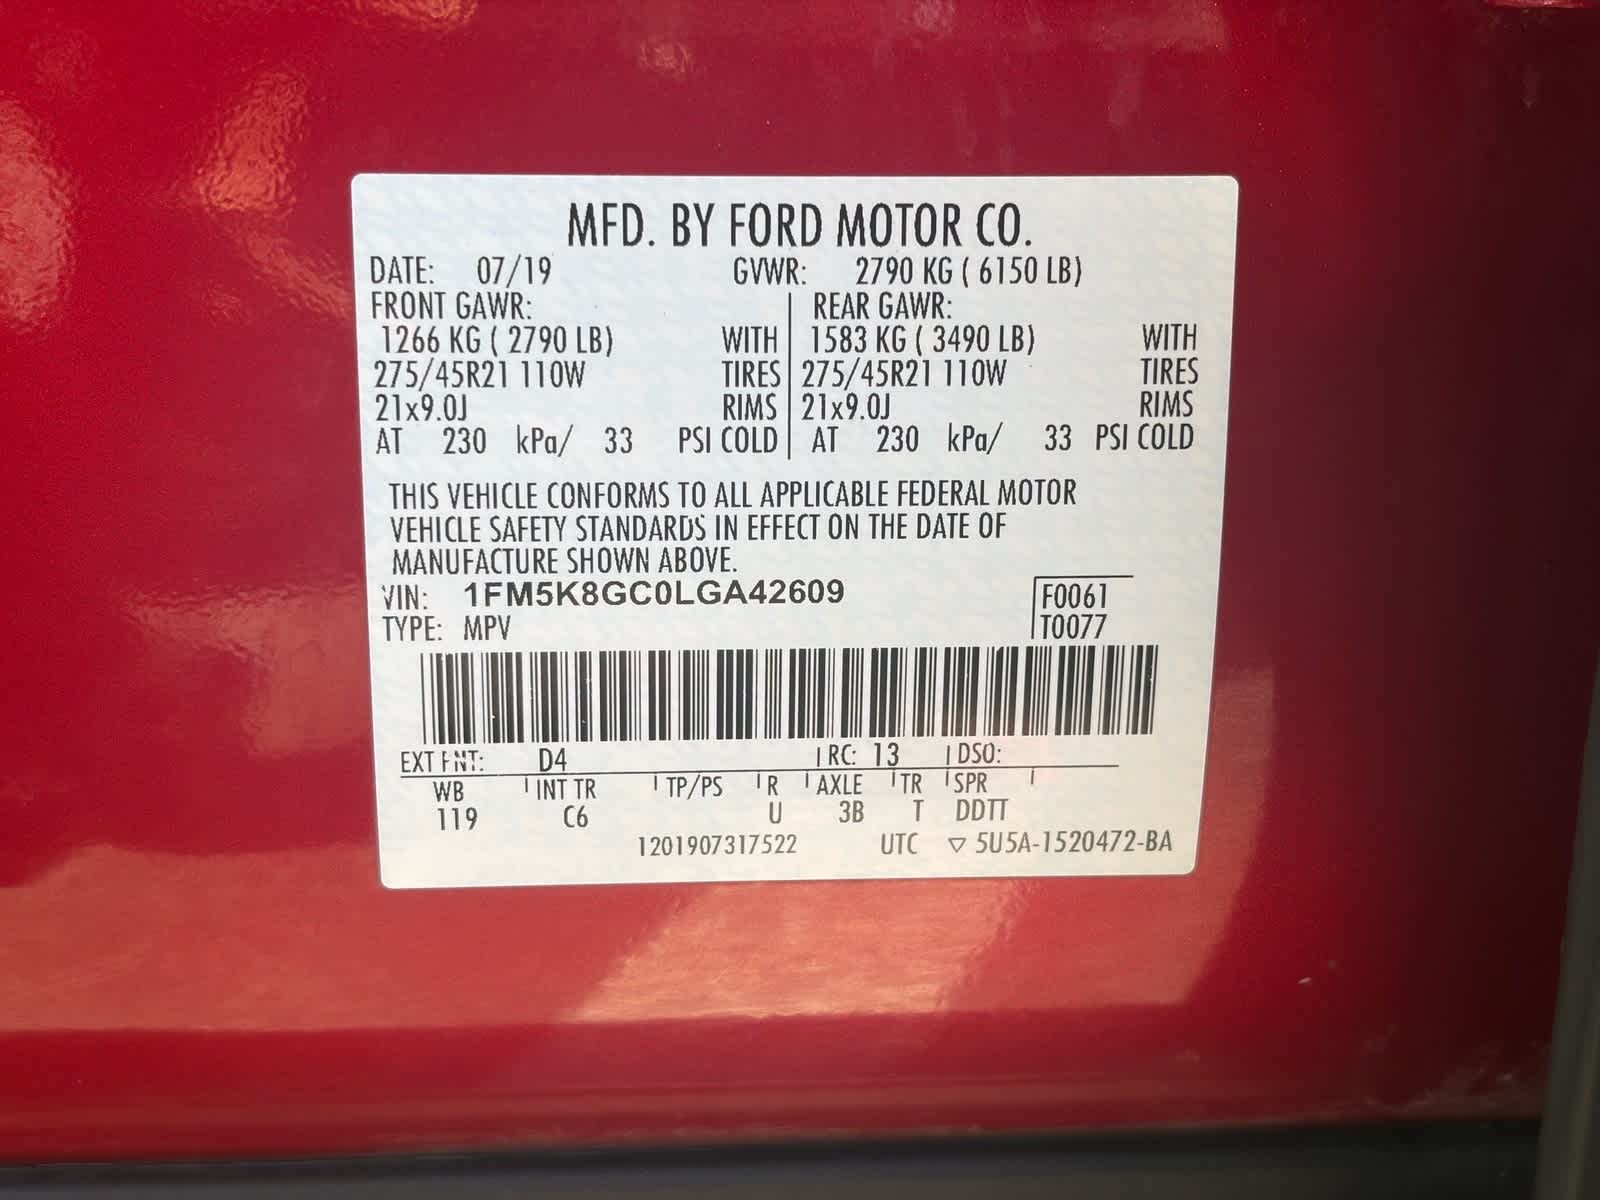 MFD. BY FORD MOTOR CO.
DATE: 07/19 GVWR: 2790 KG ( 6150 LB)
FRONT GAWR: REAR GAWR:
1266 KG ( 2790 LB) WITH 1583 KG ( 3490 LB) WITH
275/45R21 110W TIRES 275/45R21 110W TIRES
21x9.0J RIMS 21x9.0J RIMS
AT 230 kPa/ 33 PSI COLD AT 230 kPa/ 33 PSI COLD
THIS VEHICLE CONFORMS TO ALL APPLICABLE FEDERAL MOTOR
VEHICLE SAFETY STANDARDS IN EFFECT ON THE DATE OF
MANUFACTURE SHOWN ABOVE.
VIN: 1FM5K8GC0LGA42609 F0061
TYPE: MPV T0077
EXT PNT: D4 RC: 13 DSO:
WB INT TR TP/PS R AXLE TR SPR
119 C6 U 3B T DDTT
1201907317522 UTC ▽ 5U5A-1520472-BA